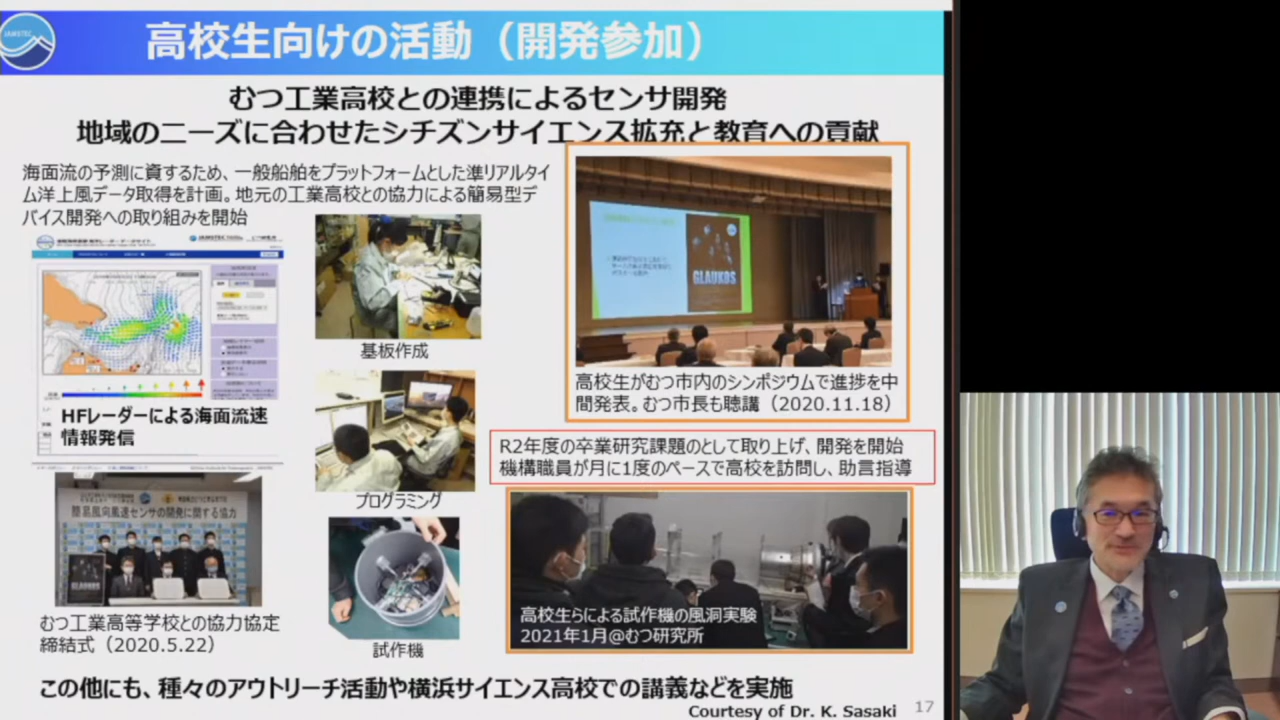 JAMSTEC
高校生向けの活動（開発参加）
むつ工業高校との連携によるセンサ開発
地域のニーズに合わせたシチズンサイエンス拡充と教育への貢献
海面流の予測に資するため、一般船舶をプラットフォームとした準リアルタイ
ム洋上風データ取得を計画。地元の工業高校との協力による簡易型デ
バイス開発への取り組みを開始
HFレーダーによる海面流速
情報発信
簡易風向風速センサの開発に関する協力
GLAUKOS
むつ工業高等学校との協力協定
締結式（2020.5.22）
基板作成
プログラミング
試作機
GLAUKOS
高校生がむつ市内のシンポジウムで進捗を中
間発表。むつ市長も聴講（2020.11.18）
R2年度の卒業研究課題のとして取り上げ、開発を開始
機構職員が月に1度のペースで高校を訪問し、助言指導
高校生らによる試作機の風洞実験
2021年1月@むつ研究所
この他にも、種々のアウトリーチ活動や横浜サイエンス高校での講義などを実施
Courtesy of Dr. K. Sasaki
17